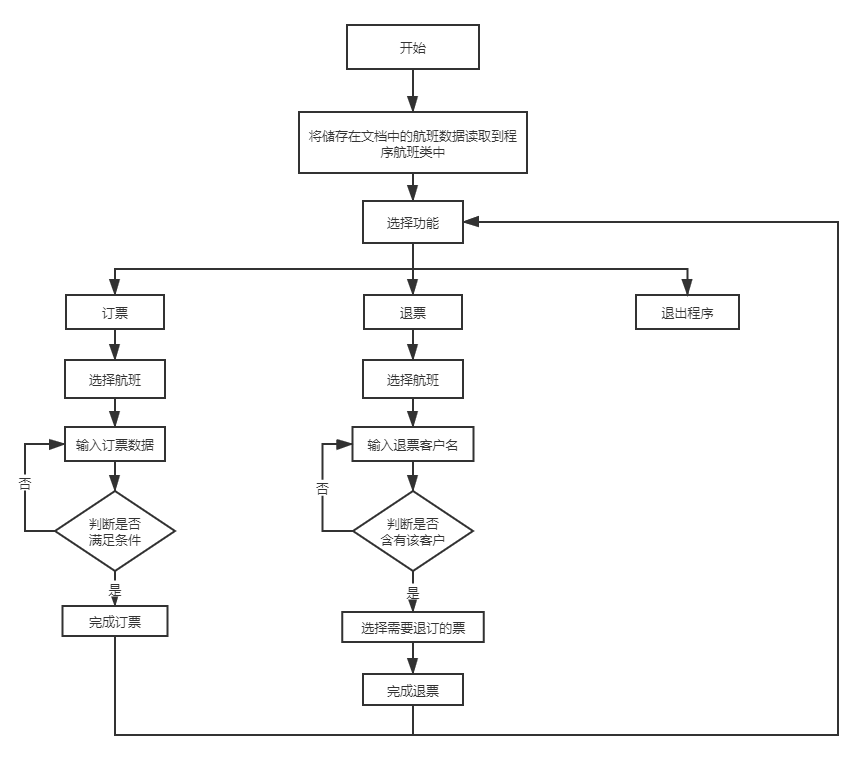 开始
将储存在文档中的航班数据读取到程
序航班类中
选择功能
订票
退票
退出程序
选择航班
选择航班
输入订票数据
输入退票客户名
否
否
判断是否
满足条件
判断是否
含有该客户
是
是
完成订票
选择需要退订的票
完成退票